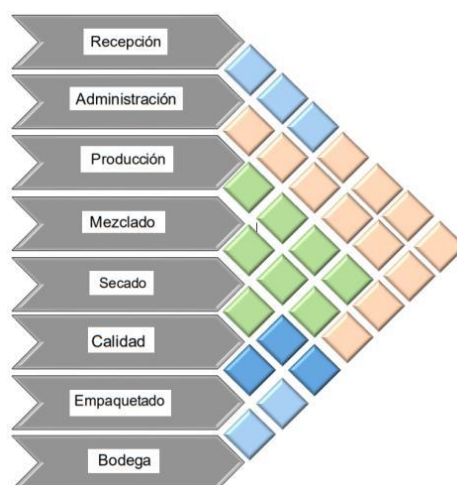 Recepción
Administración
Producción
Mezclado
Secado
Calidad
Empaquetado
Bodega